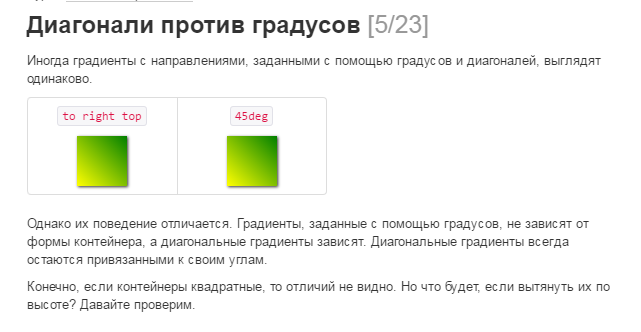 Диагонали против градусов [5/23]
Иногда градиенты с направлениями, заданными с помощью градусов и диагоналей, выглядят
одинаково.
to right top
45deg
Однако их поведение отличается. Градиенты, заданные с помощью градусов, не зависят от
формы контейнера, а диагональные градиенты зависят. Диагональные градиенты всегда
остаются привязанными к своим углам.
Конечно, если контейнеры квадратные, то отличий не видно. Но что будет, если вытянуть их по
высоте? Давайте проверим.